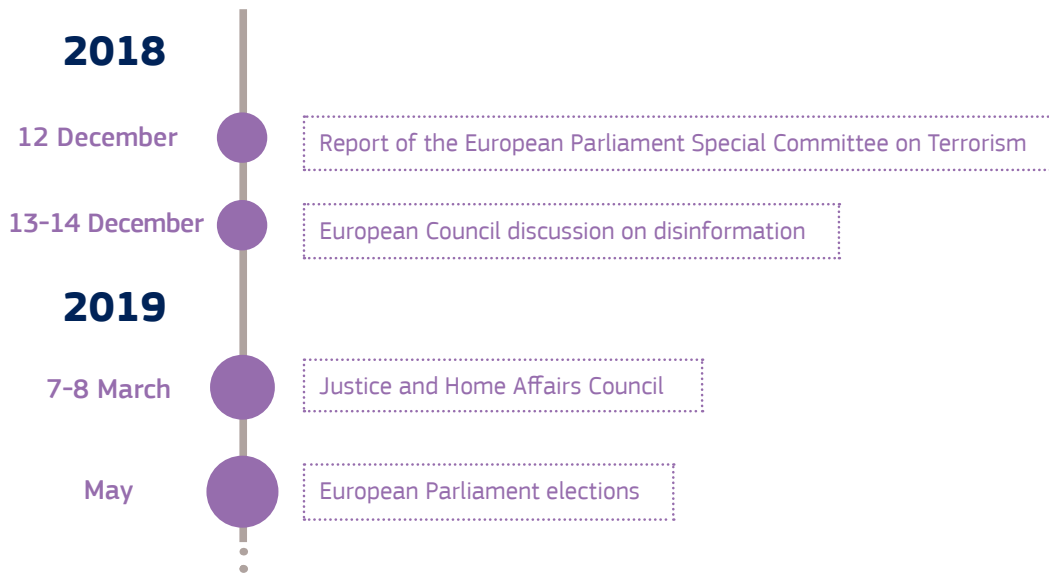 2018
12 December
Report of the European Parliament Special Committee on Terrorism
13-14 December
European Council discussion on disinformation
2019
7-8 March
Justice and Home Affairs Council
May
European Parliament elections